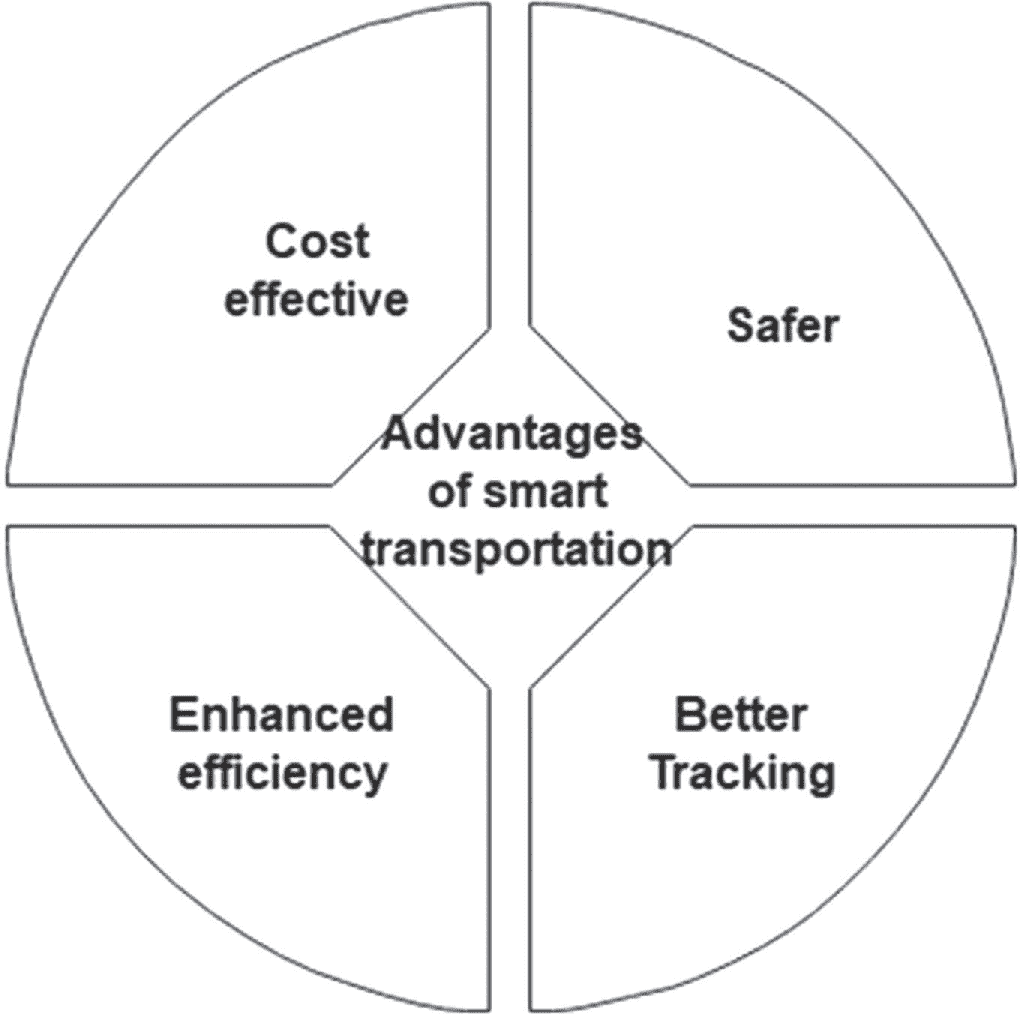 Cost
effective
Safer
Advantages
of smart
transportation
Enhanced
efficiency
Better
Tracking